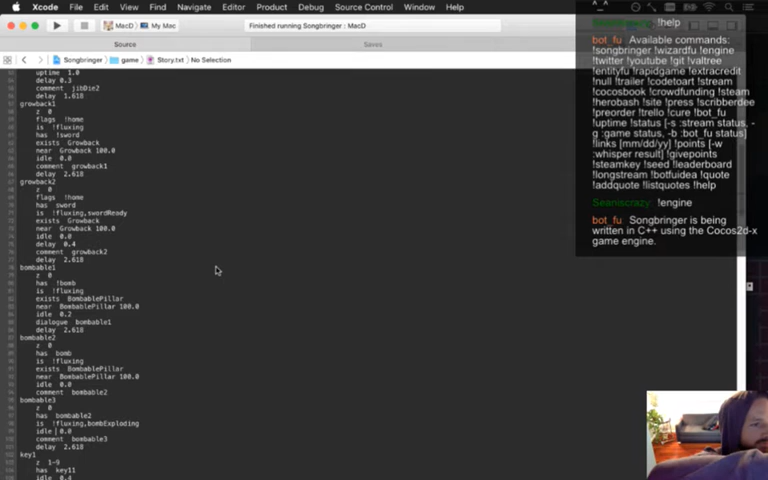 Xcode File Edit View Find Navigate Editor Product Debug Source Control Window Help
MacD My Mac
Finished running Songbringer : MacD
Source
Saves
Songbringer game Story.txt No Selection
uptime 1.0
delay 0.3
comment jibDie2
delay 1.618
growback1
z 0
flags !home
is !fluxing
has !sword
exists Growback
near Growback 100.0
idle 0.0
comment growback1
delay 2.618
growback2
z 0
flags !home
has sword
is !fluxing,swordReady
exists Growback
near Growback 100.0
idle 0.0
delay 0.4
comment growback2
delay 2.618
bombable1
z 0
has !bomb
is !fluxing
exists BombablePillar
near BombablePillar 100.0
idle 0.2
dialogue bombable1
delay 2.618
bombable2
z 0
has bomb
is !fluxing
exists BombablePillar
near BombablePillar 100.0
idle 0.0
comment bombable2
bombable3
z 0
has bombable2
is !fluxing,bombExploding
idle 0.0
comment bombable3
delay 2.618
key1
z 1-9
has key11
idle 0.4
!help
bot_fu Available commands:
!songbringer !wizardfu !engine
!twitter !youtube !git !valtree
!entityfu !rapidgame !extracredit
!null !trailer !codetoart !stream
!cocosbook !crowdfunding !steam
!herobash !site !press !scribberdee
!preorder !trello !cure !bot_fu
!uptime !status [-s :stream status, -
g :game status, -b :bot_fu status]
!links [mm/dd/yy] !points [-w
:whisper result] !givepoints
!steamkey !seed !leaderboard
!longstream !botfuidea !quote
!addquote !listquotes !help
Seaniscrazy !engine
bot_fu Songbringer is being
written in C++ using the Cocos2d-x
game engine.